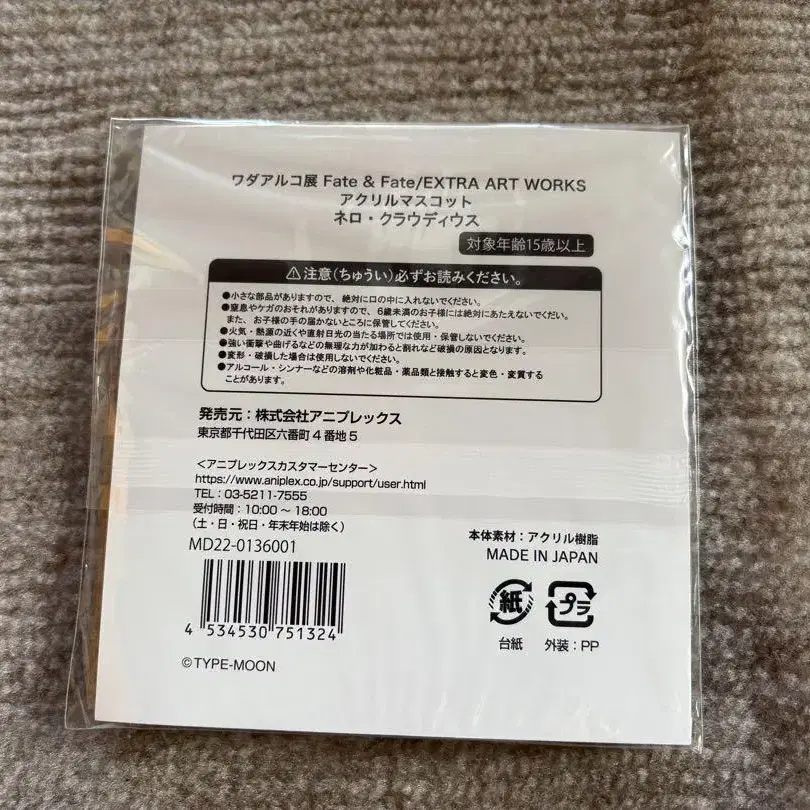 ワダアルコ展 Fate & Fate/EXTRA ART WORKS
アクリルマスコット
ネロ・クラウディウス
対象年齢15歳以上
⚠注意(ちゅうい)必ずお読みください。
●小さな部品がありますので、絶対に口の中に入れないでください。
●窒息やケガのおそれがありますので、6歳未満のお子様には絶対にあたえないでください。
また、お子様の手の届かないところに保管してください。
●火気・熱源の近くや直射日光の当たる場所では使用・保管しないでください。
●強い衝撃や曲げるなどの無理な力が加わると割れなど破損の原因となります。
●変形・破損した場合は使用しないでください。
●アルコール・シンナーなどの溶剤や化粧品・薬品類と接触すると変色・変質する
ことがあります。
発売元:株式会社アニプレックス
東京都千代田区六番町4番地5
<アニプレックスカスタマーセンター>
https://www.aniplex.co.jp/support/user.html
TEL:03-5211-7555
受付時間:10:00~18:00
(土・日・祝日・年末年始は除く)
MD22-0136001
本体素材:アクリル樹脂
MADE IN JAPAN
4 534530 751324
紙 プラ
台紙 外装:PP
©TYPE-MOON